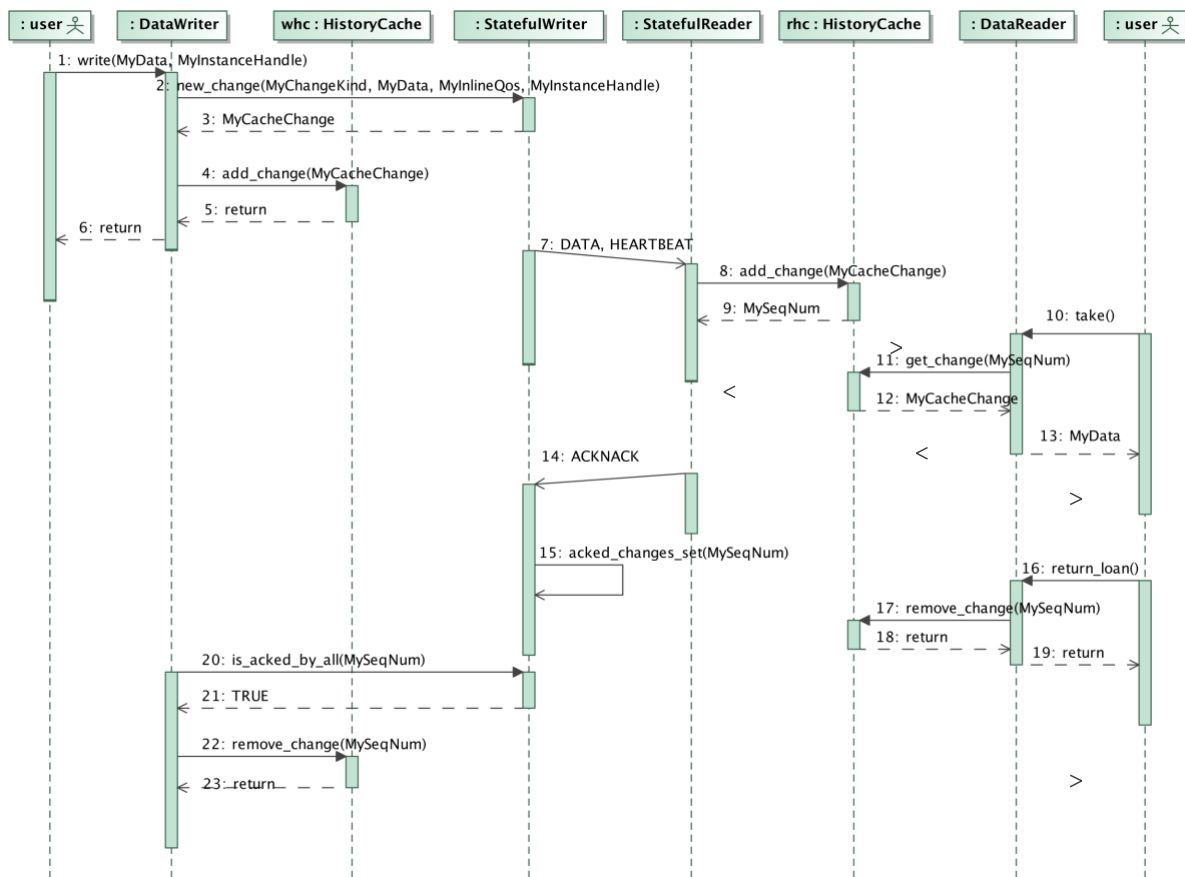 : user
: DataWriter
whc : HistoryCache
: StatefulWriter
: StatefulReader
rhc : HistoryCache
: DataReader
: user
1: write(MyData, MyInstanceHandle)
2: new_change(MyChangeKind, MyData, MyInlineQos, MyInstanceHandle)
3: MyCacheChange
4: add_change(MyCacheChange)
5: return
6: return
7: DATA, HEARTBEAT
8: add_change(MyCacheChange)
9: MySeqNum
10: take()
>
11: get_change(MySeqNum)
<
12: MyCacheChange
13: MyData
<
14: ACKNACK
>
15: acked_changes_set(MySeqNum)
16: return_loan()
17: remove_change(MySeqNum)
18: return
19: return
20: is_acked_by_all(MySeqNum)
21: TRUE
22: remove_change(MySeqNum)
23: return
>